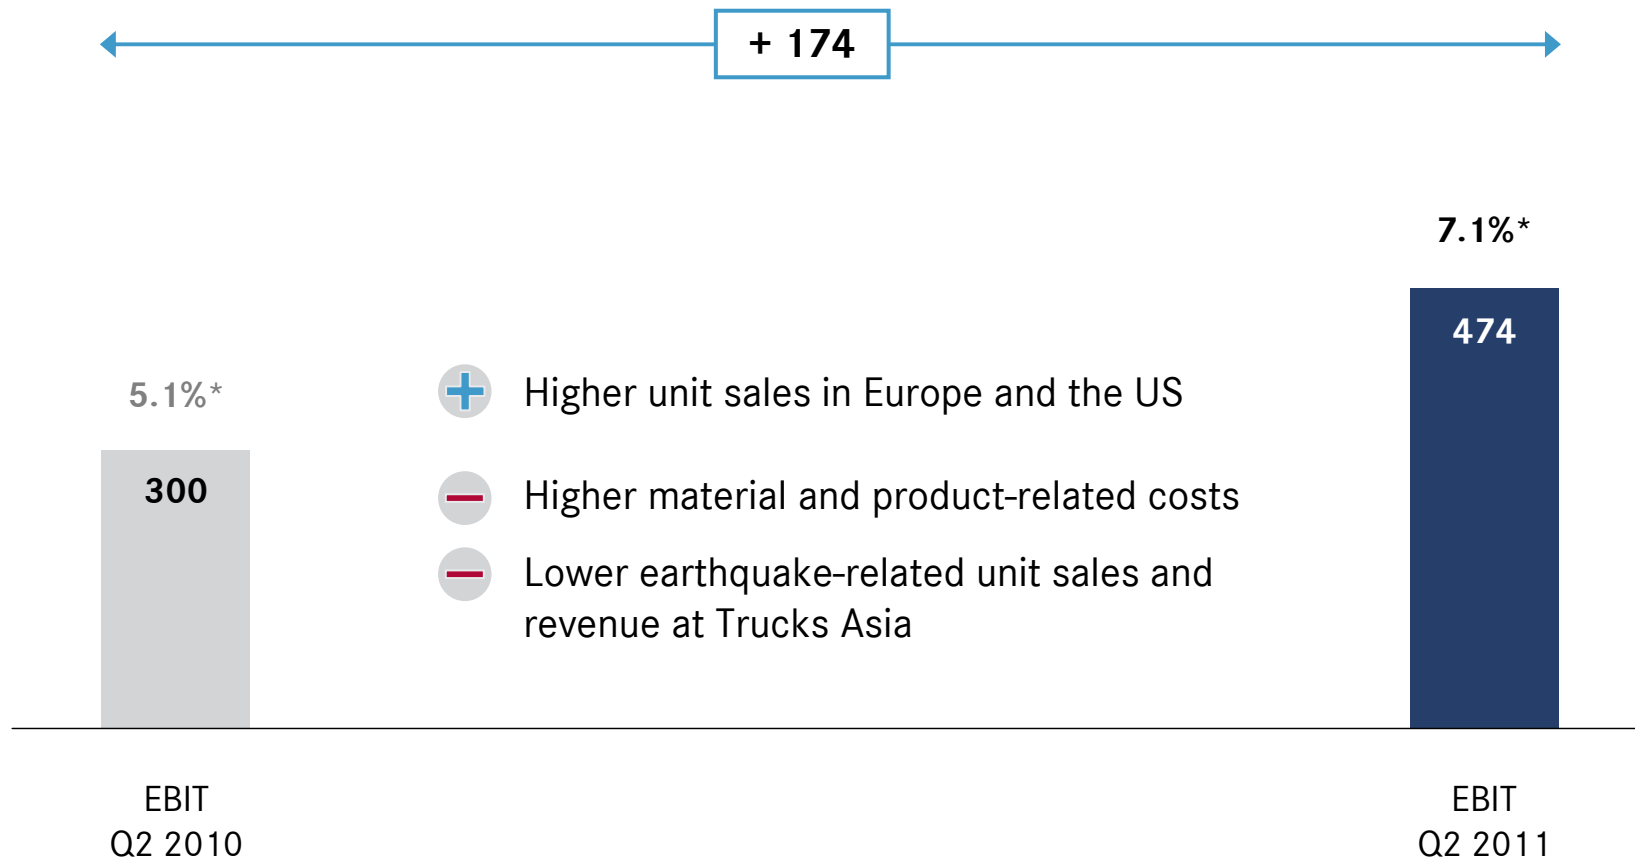 + 174
7.1%*
474
5.1%*
300
Higher unit sales in Europe and the US
Higher material and product-related costs
Lower earthquake-related unit sales and
revenue at Trucks Asia
EBIT
Q2 2010
EBIT
Q2 2011